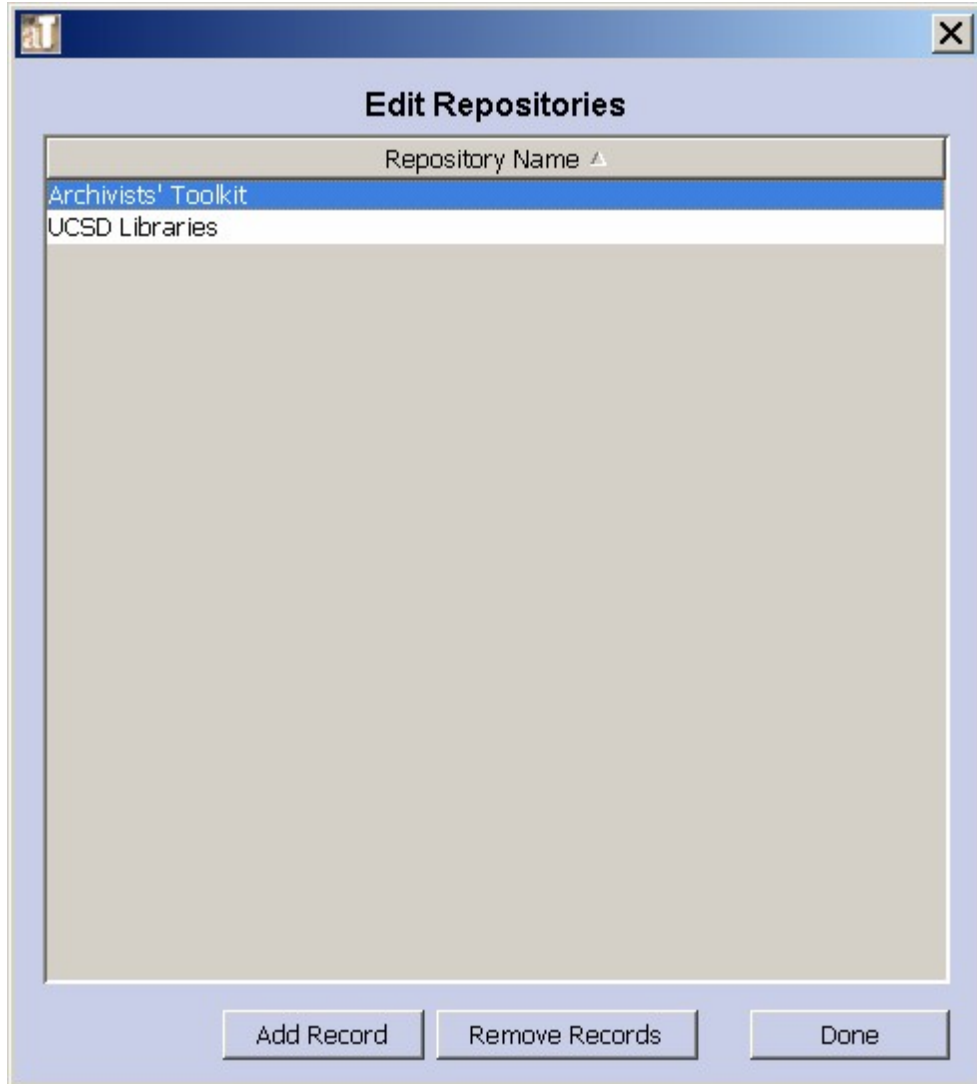 aT
Edit Repositories
Repository Name
Archivists' Toolkit
UCSD Libraries
Add Record
Remove Records
Done